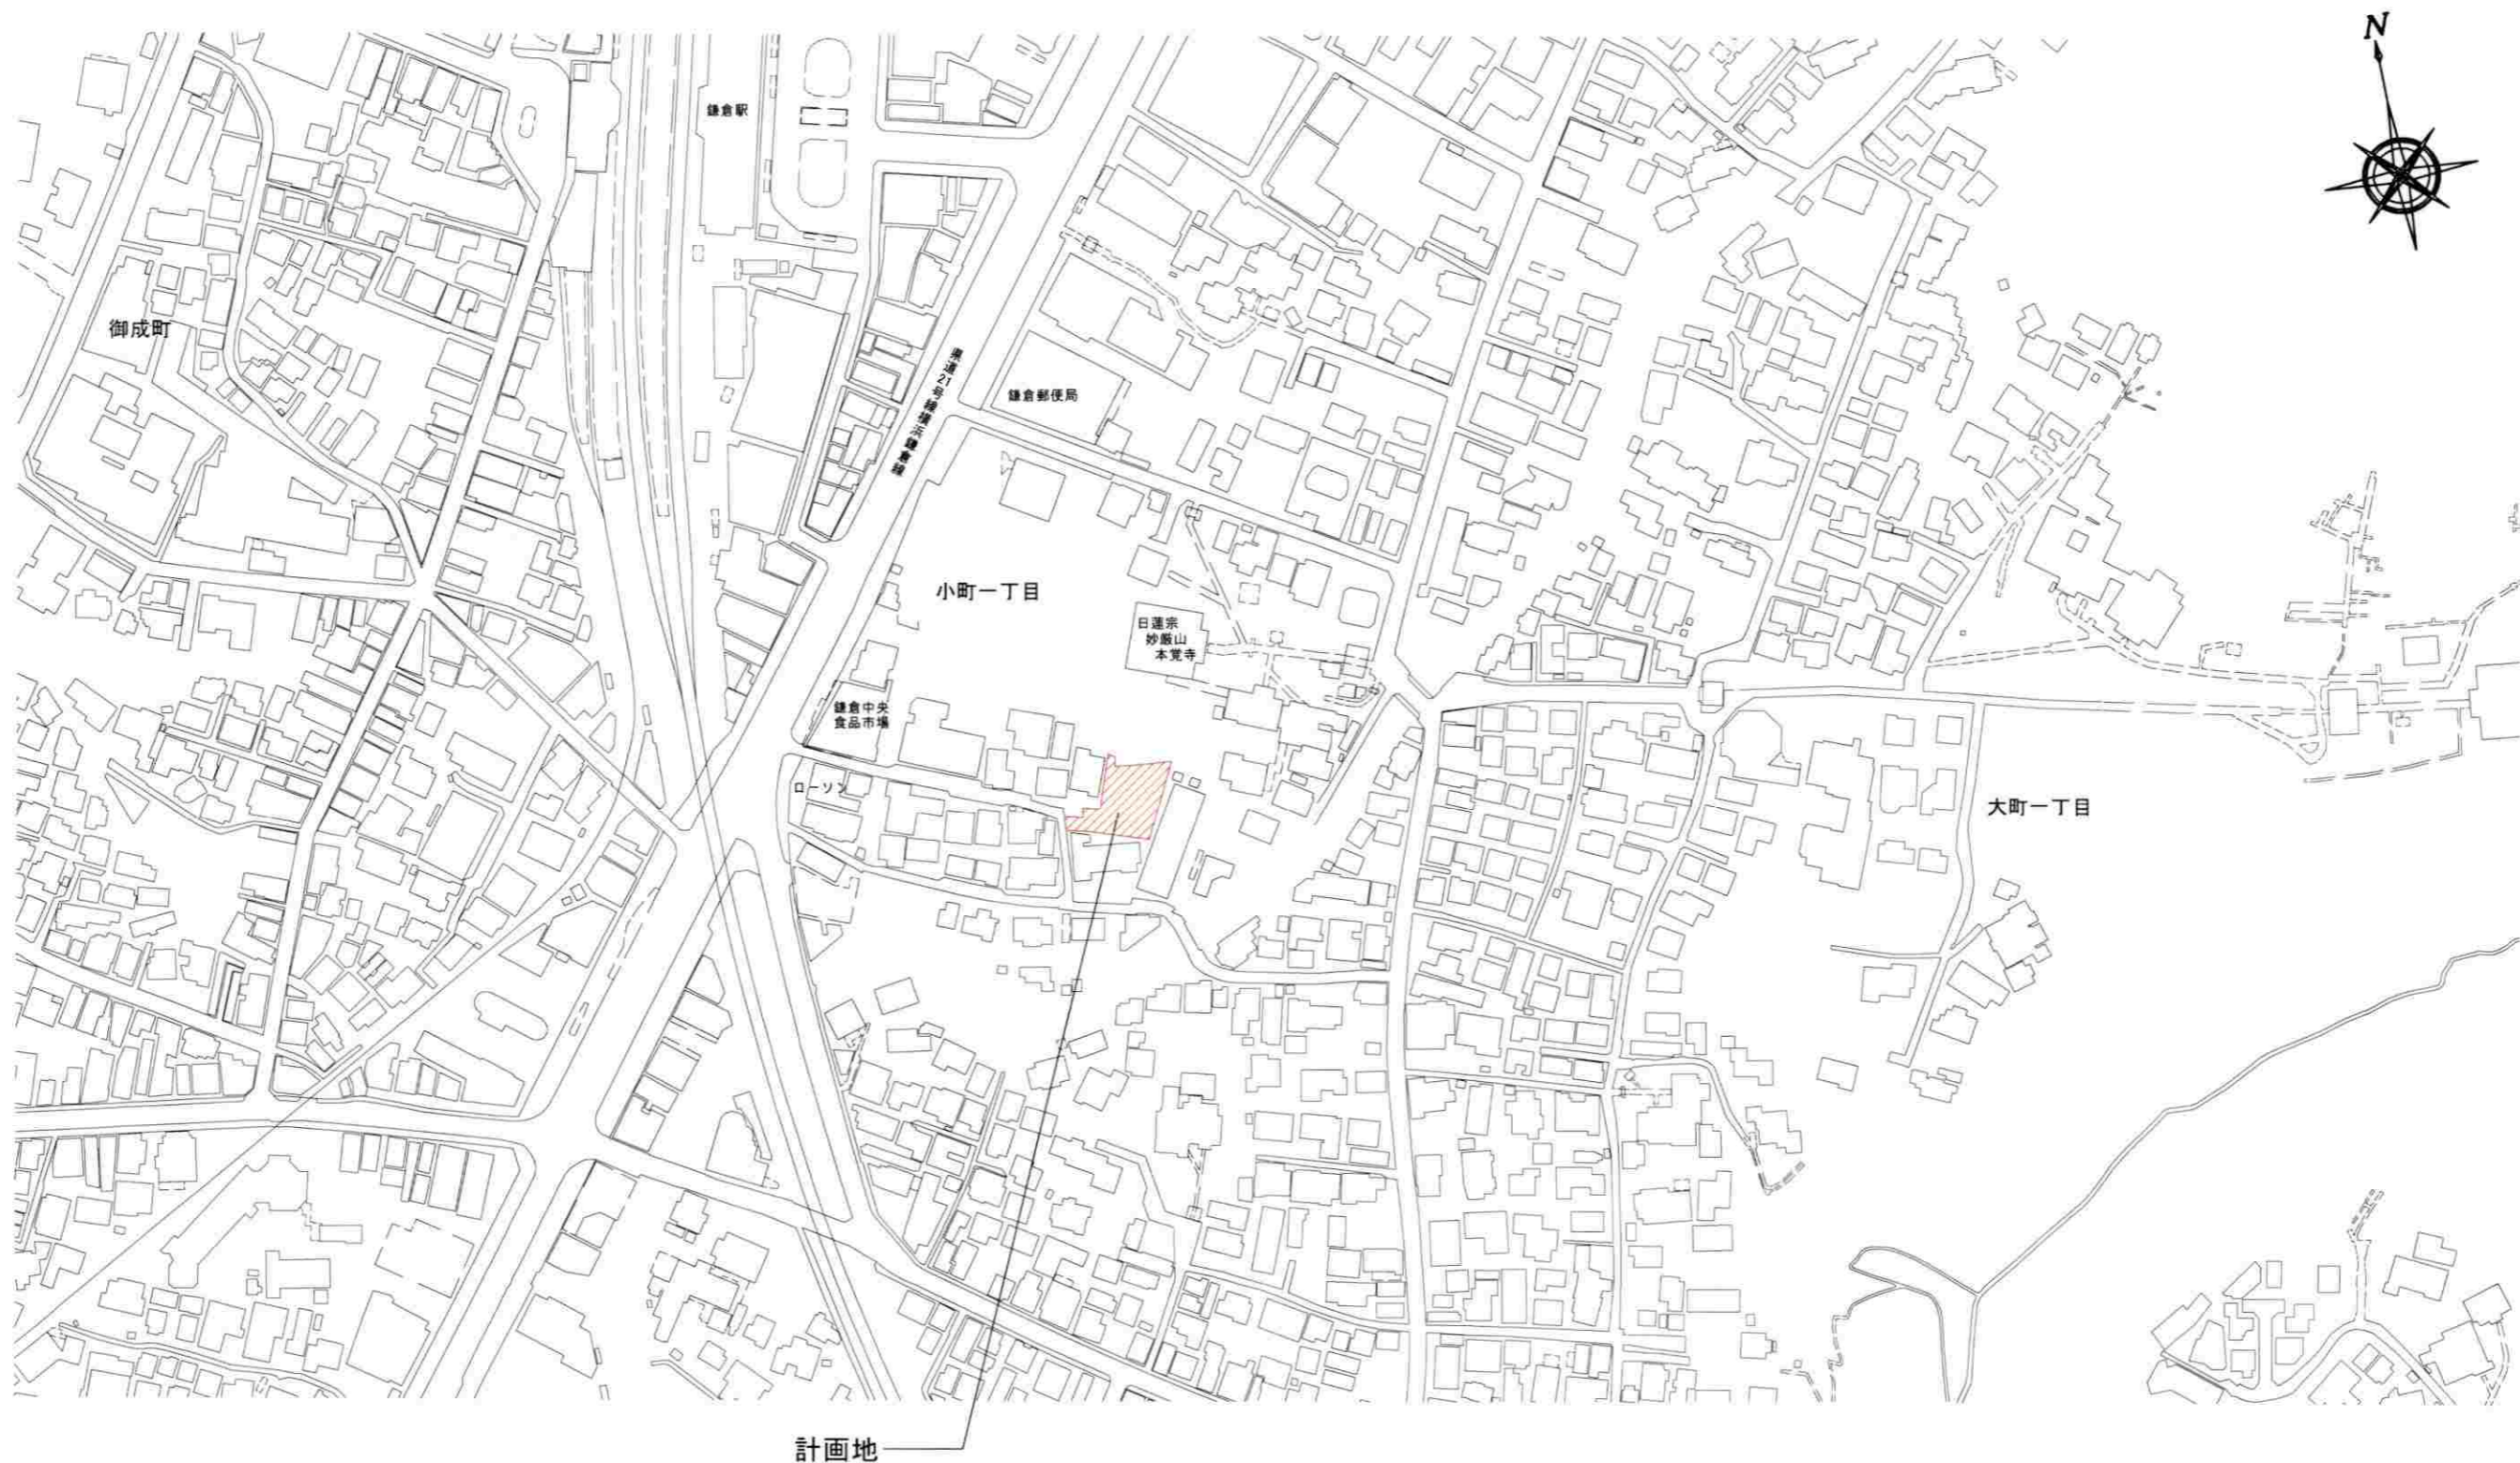 N
鎌倉駅
御成町
県道21号線横浜鎌倉線
鎌倉郵便局
小町一丁目
日蓮宗
妙厳山
本覚寺
鎌倉中央
食品市場
ローソン
大町一丁目
計画地